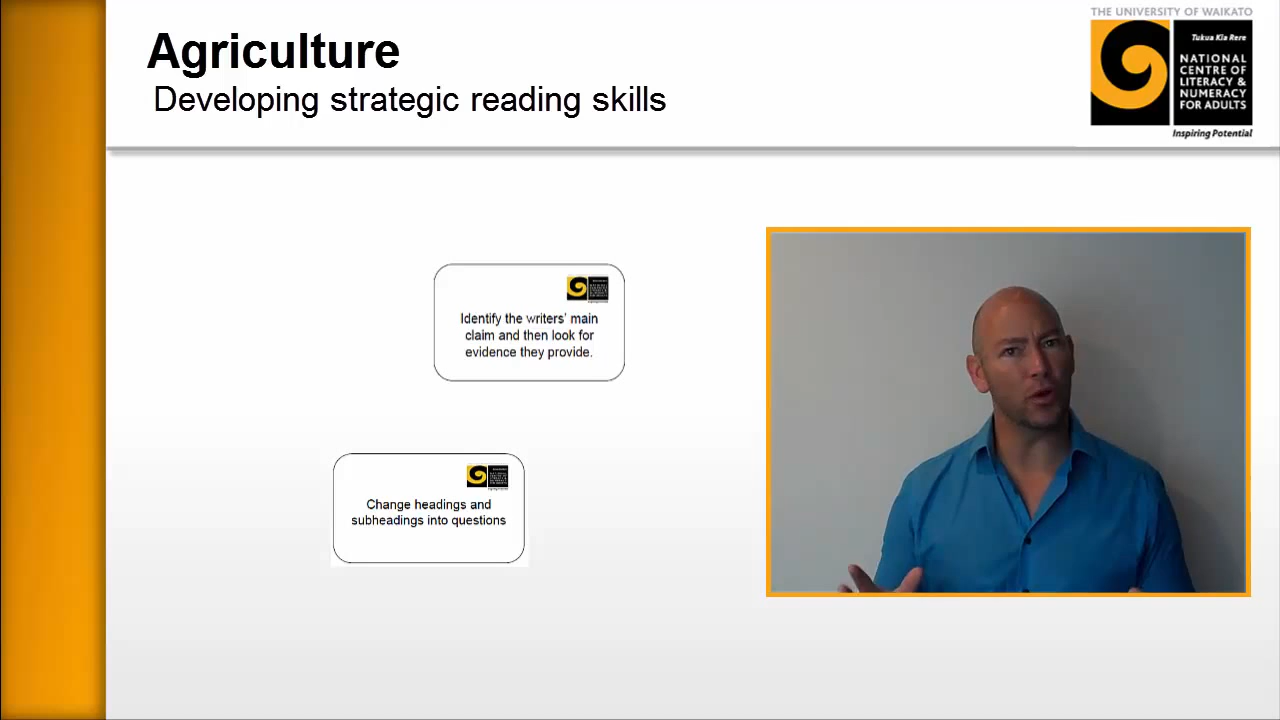 Agriculture
Developing strategic reading skills
THE UNIVERSITY OF WAIKATO
Tukua Kia Rere
NATIONAL
CENTRE OF
LITERACY &
NUMERACY
FOR ADULTS
Inspiring Potential
Identify the writers' main
claim and then look for
evidence they provide.
Change headings and
subheadings into questions